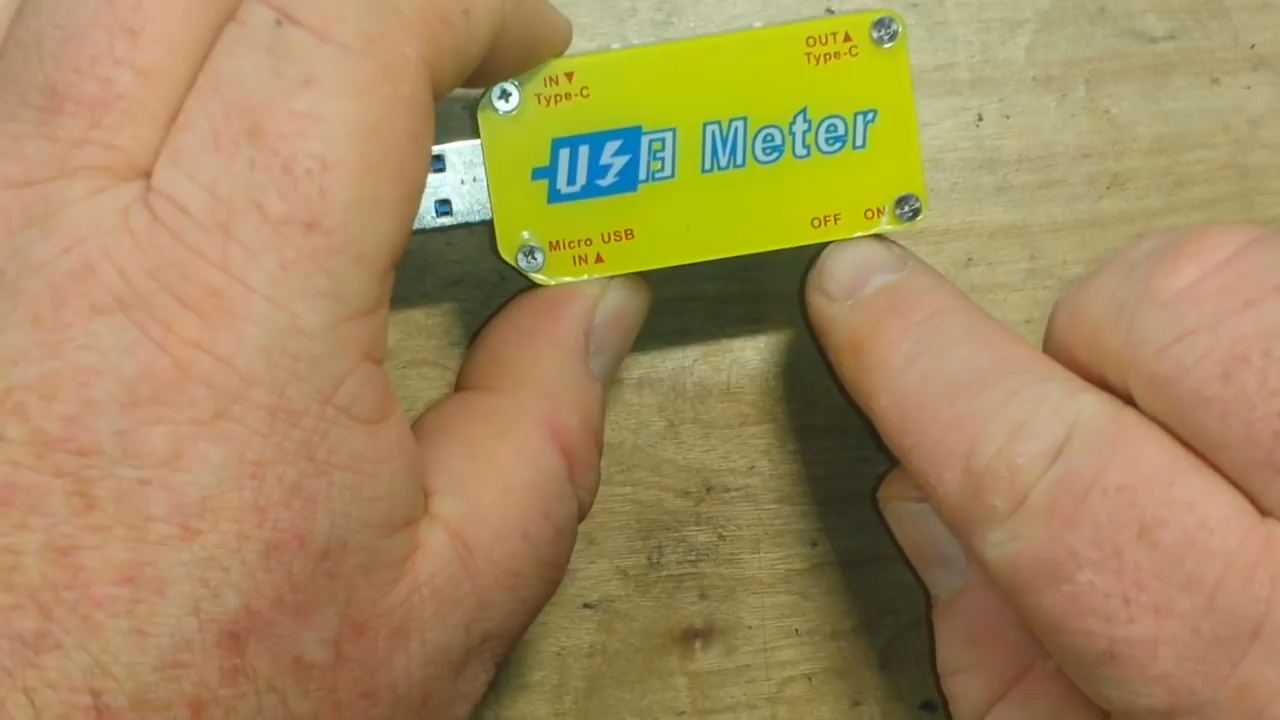 IN▼
Type-C
OUT▲
Type-C
USB Meter
Micro USB
IN▲
OFF ON